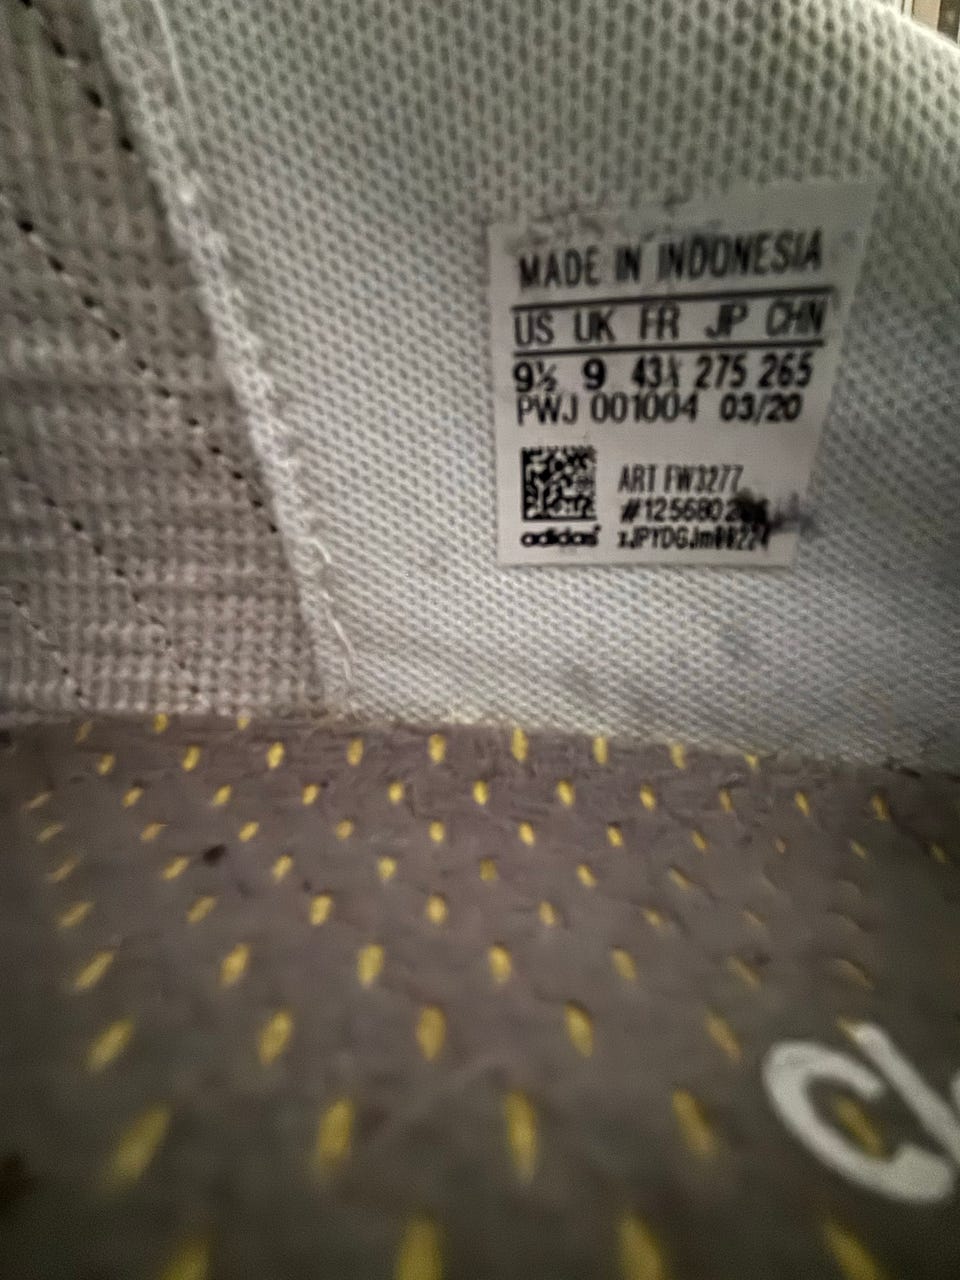 MADE IN INDONESIA
US UK FR JP CHN
9½ 9 43⅓ 275 265
PWJ 001004 03/20
ART FW3277
adidas